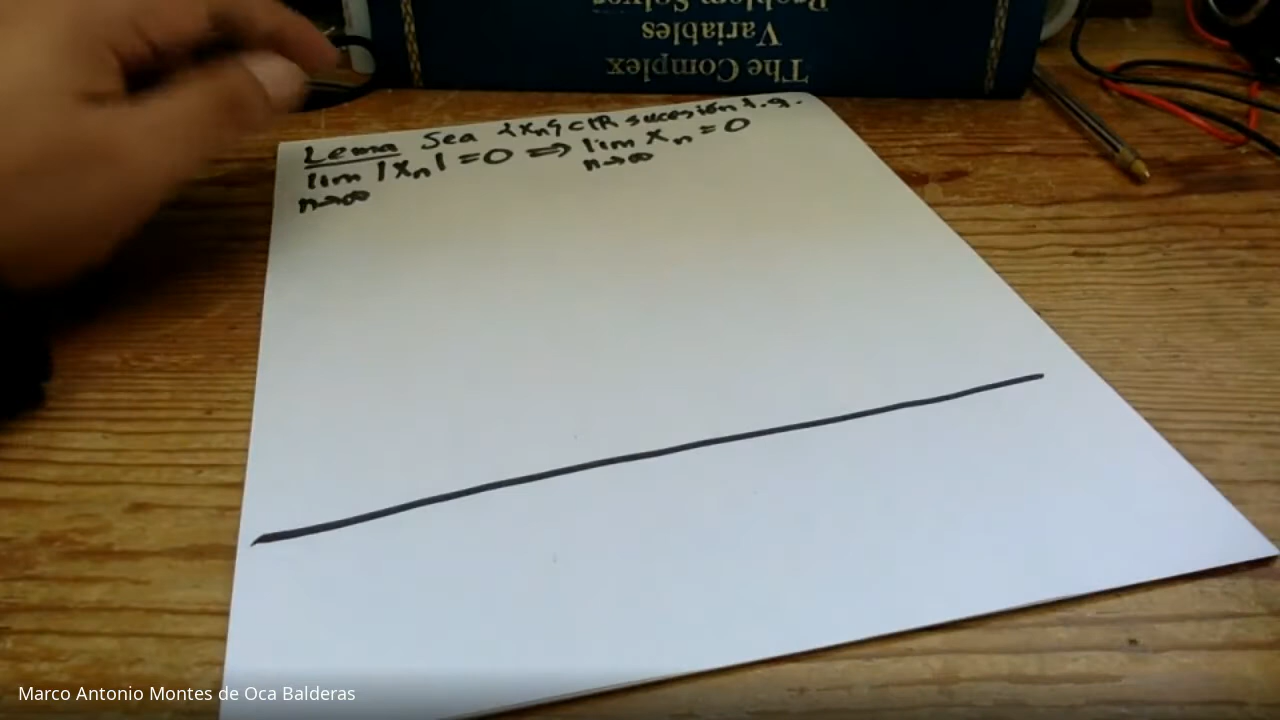 The Complex
Variables
Problem Solver
Lema Sea {xₙ} ⊂ ℝ sucesión t.q.
lim |xₙ| = 0 ⟹ lim xₙ = 0
n→∞ n→∞
Marco Antonio Montes de Oca Balderas